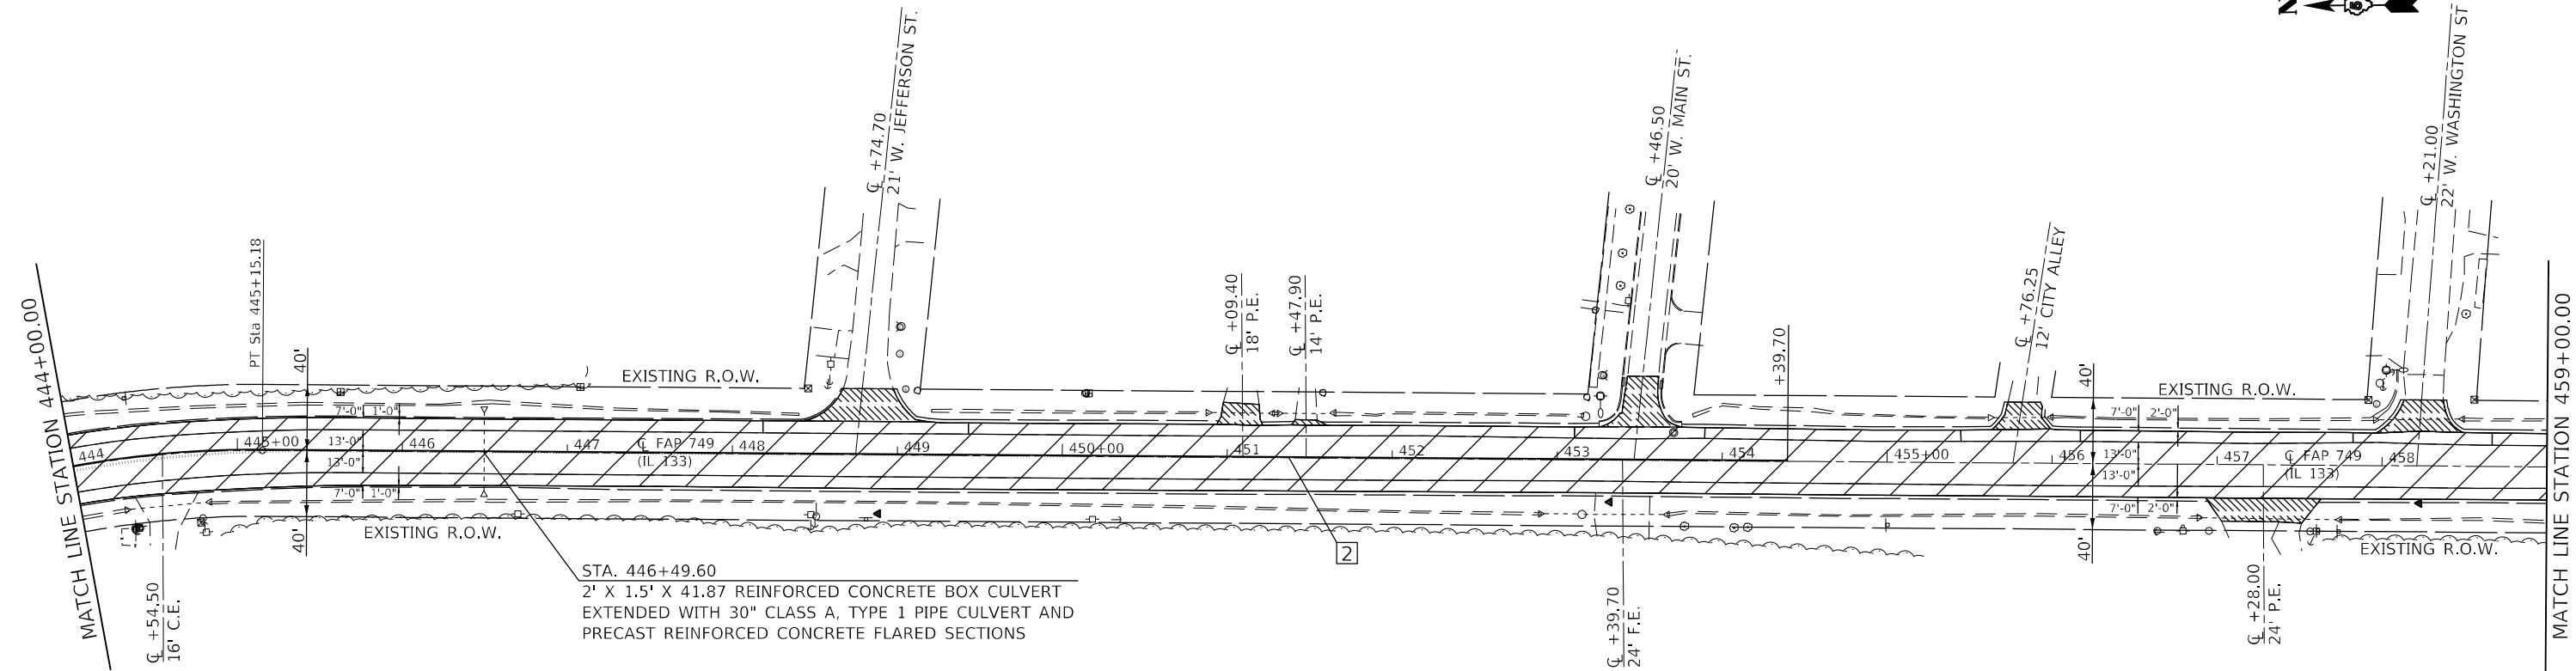 N
MATCH LINE STATION 444+00.00
PT Sta 445+15.18
℄ +74.70
21' W. JEFFERSON ST.
℄ +09.40
18' P.E.
℄ +47.90
14' P.E.
℄ +46.50
20' W. MAIN ST.
+39.70
℄ +76.25
12' CITY ALLEY
℄ +21.00
22' W. WASHINGTON ST
MATCH LINE STATION 459+00.00
40'
EXISTING R.O.W.
40'
EXISTING R.O.W.
7'-0" 1'-0"
7'-0" 2'-0"
444
445+00
13'-0"
446
447
℄ FAP 749
(IL 133)
448
449
450+00
451
452
453
454
455+00
456
13'-0"
457
℄ FAP 749
(IL 133)
458
13'-0"
13'-0"
7'-0" 1'-0"
7'-0" 2'-0"
40'
EXISTING R.O.W.
40'
EXISTING R.O.W.
2
℄ +54.50
16' C.E.
STA. 446+49.60
2' X 1.5' X 41.87 REINFORCED CONCRETE BOX CULVERT
EXTENDED WITH 30" CLASS A, TYPE 1 PIPE CULVERT AND
PRECAST REINFORCED CONCRETE FLARED SECTIONS
℄ +39.70
24' F.E.
℄ +28.00
24' P.E.